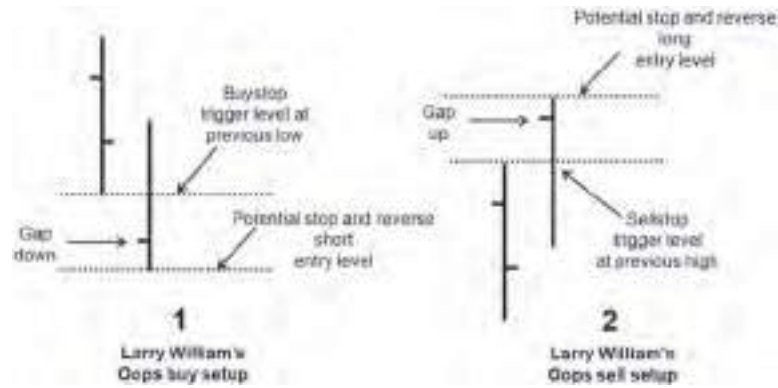 Buystop
trigger level at
previous low
Gap
down
Potential stop and reverse
short
entry level
1
Larry William's
Oops buy setup
Potential stop and reverse
long
entry level
Gap
up
Sellstop
trigger level
at previous high
2
Larry William's
Oops sell setup